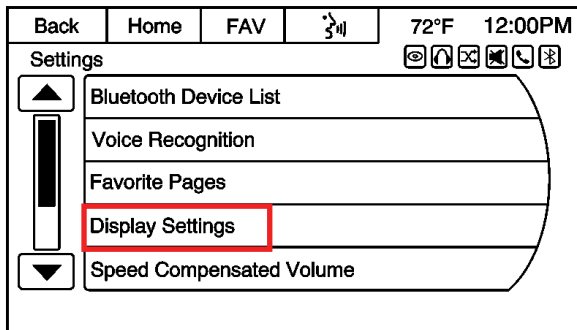 Back Home FAV 72°F 12:00PM
Settings
Bluetooth Device List
Voice Recognition
Favorite Pages
Display Settings
Speed Compensated Volume